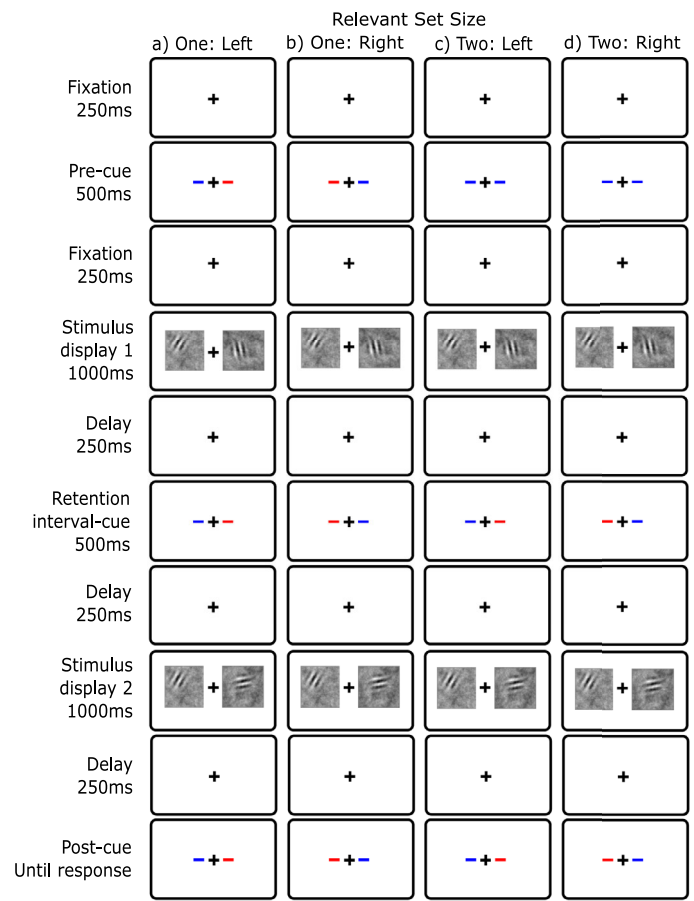 Relevant Set Size
a) One: Left
b) One: Right
c) Two: Left
d) Two: Right
Fixation
250ms
Pre-cue
500ms
Fixation
250ms
Stimulus
display 1
1000ms
Delay
250ms
Retention
interval-cue
500ms
Delay
250ms
Stimulus
display 2
1000ms
Delay
250ms
Post-cue
Until response